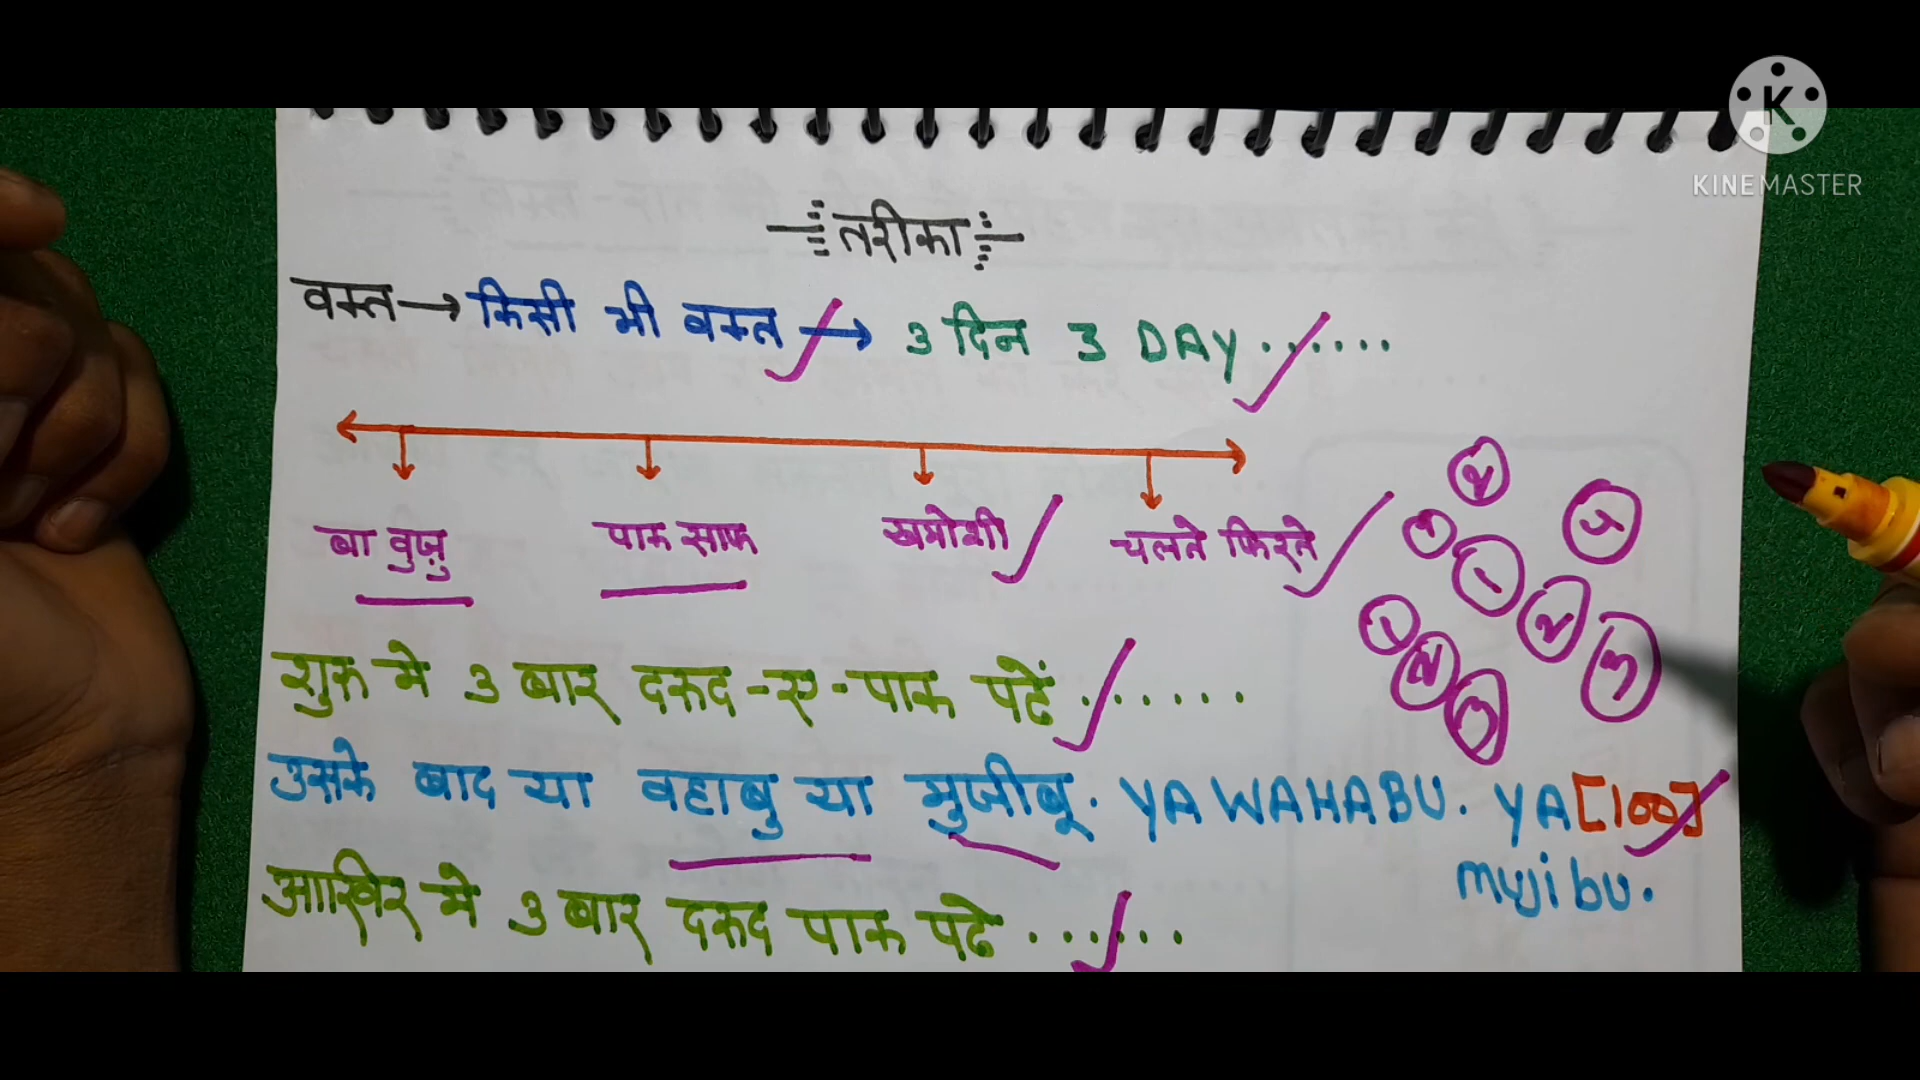 KINEMASTER
तरीका
वक्त → किसी भी वक्त → 3 दिन 3 DAY ......
बा वुज़ु पाक साफ खामोशी चलते फिरते
शुरू मे 3 बार दरूद-ए-पाक पढें ......
उसके बाद या वहाबु या मुजीबू. YA WAHABU. YA [100]
mujibu.
आखिर मे 3 बार दरूद पाक पढे ......